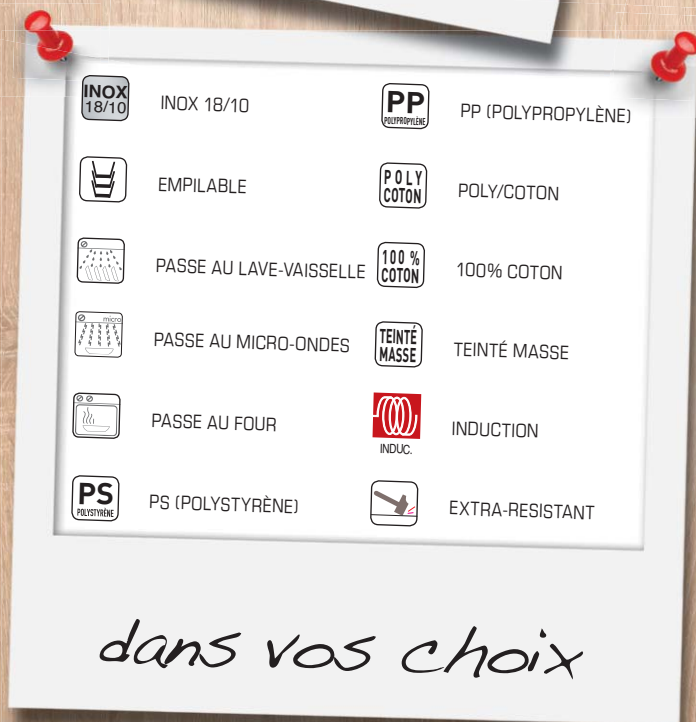 INOX
18/10
INOX 18/10
EMPILABLE
PASSE AU LAVE-VAISSELLE
micro
PASSE AU MICRO-ONDES
PASSE AU FOUR
PS
POLYSTYRÈNE
PS (POLYSTYRÈNE)
PP
POLYPROPYLÈNE
PP (POLYPROPYLÈNE)
POLY
COTON
POLY/COTON
100 %
COTON
100% COTON
TEINTÉ
MASSE
TEINTÉ MASSE
INDUC.
INDUCTION
EXTRA-RESISTANT
dans vos choix